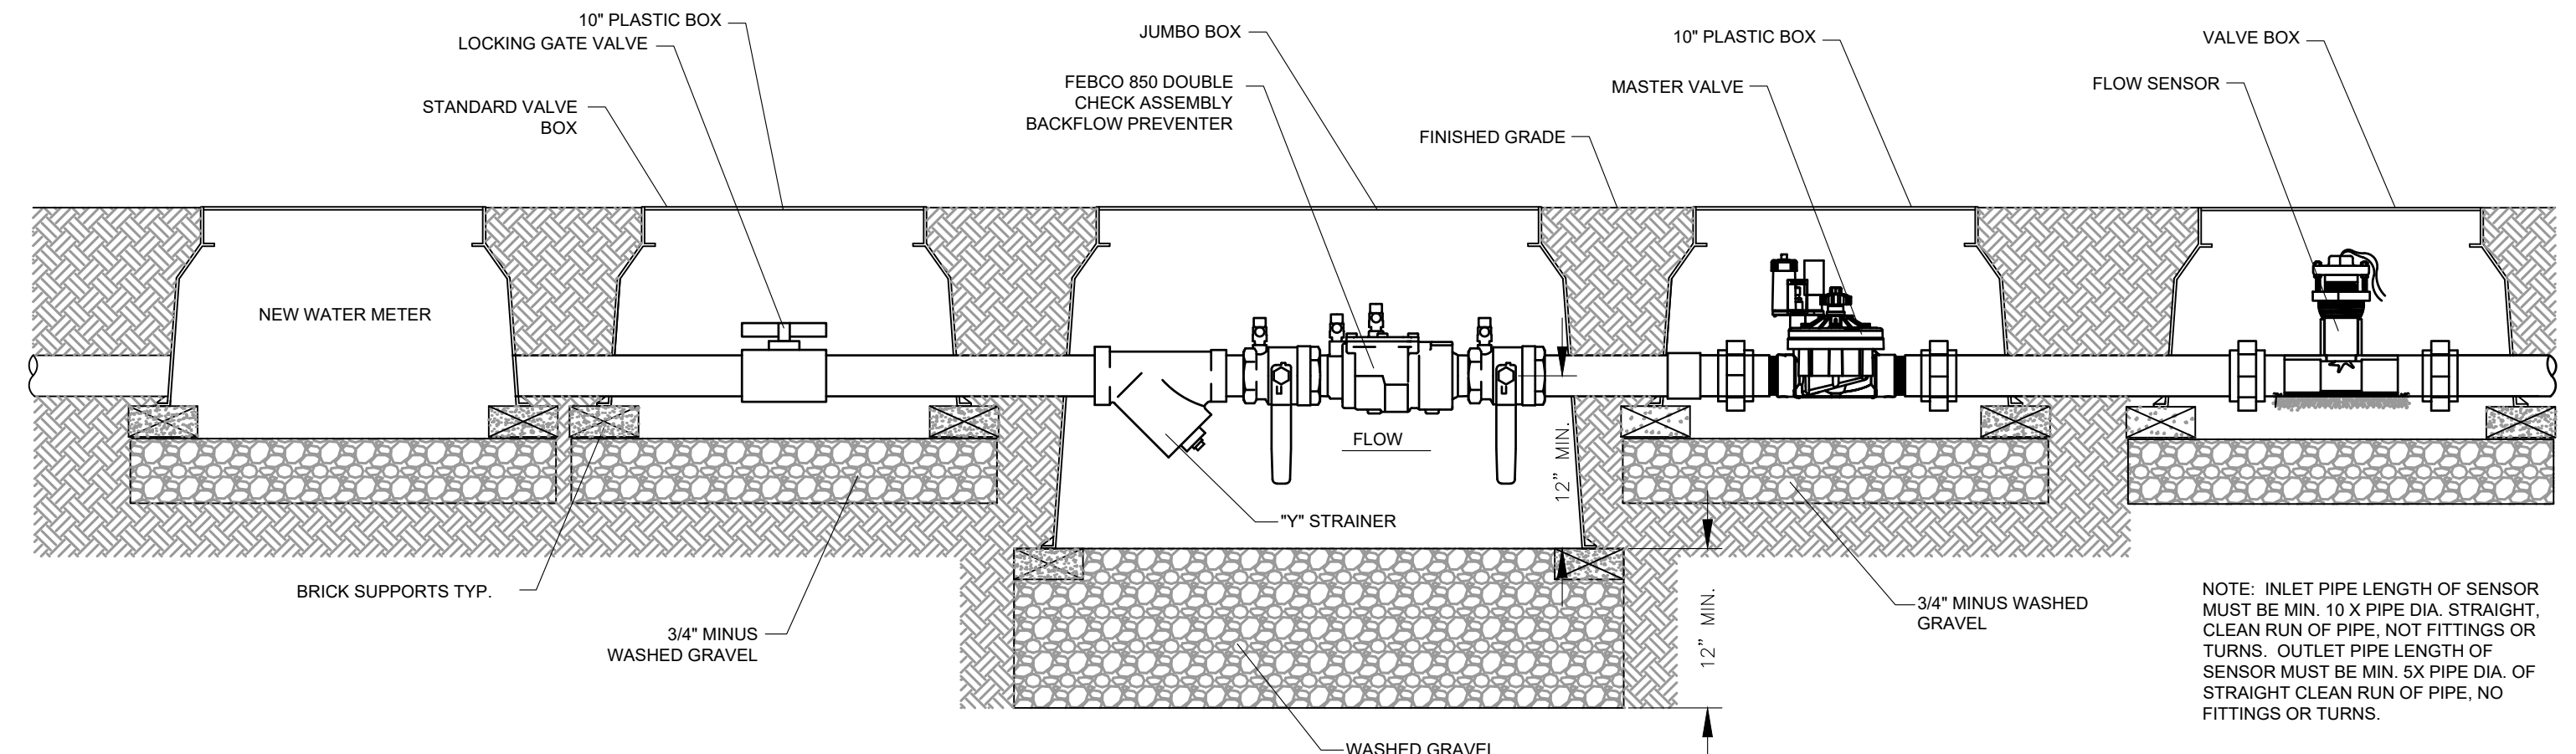 10" PLASTIC BOX
LOCKING GATE VALVE
STANDARD VALVE
BOX
JUMBO BOX
FEBCO 850 DOUBLE
CHECK ASSEMBLY
BACKFLOW PREVENTER
FINISHED GRADE
10" PLASTIC BOX
MASTER VALVE
VALVE BOX
FLOW SENSOR
NEW WATER METER
FLOW
12" MIN.
"Y" STRAINER
BRICK SUPPORTS TYP.
3/4" MINUS
WASHED GRAVEL
12" MIN.
3/4" MINUS WASHED
GRAVEL
WASHED GRAVEL
NOTE: INLET PIPE LENGTH OF SENSOR
MUST BE MIN. 10 X PIPE DIA. STRAIGHT,
CLEAN RUN OF PIPE, NOT FITTINGS OR
TURNS. OUTLET PIPE LENGTH OF
SENSOR MUST BE MIN. 5X PIPE DIA. OF
STRAIGHT CLEAN RUN OF PIPE, NO
FITTINGS OR TURNS.